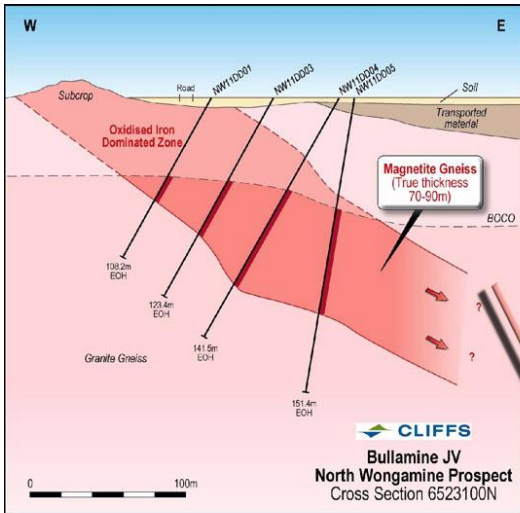 W
E
NW11DD01
NW11DD03
NW11DD04
NW11DD05
Road
Soil
Subcrop
Transported
material
Oxidised Iron
Dominated Zone
Magnetite Gneiss
(True thickness
70-90m)
BOCO
108.2m
EOH
123.4m
EOH
141.5m
EOH
151.4m
EOH
?
?
Granite Gneiss
CLIFFS
Bullamine JV
North Wongamine Prospect
Cross Section 6523100N
0
100m